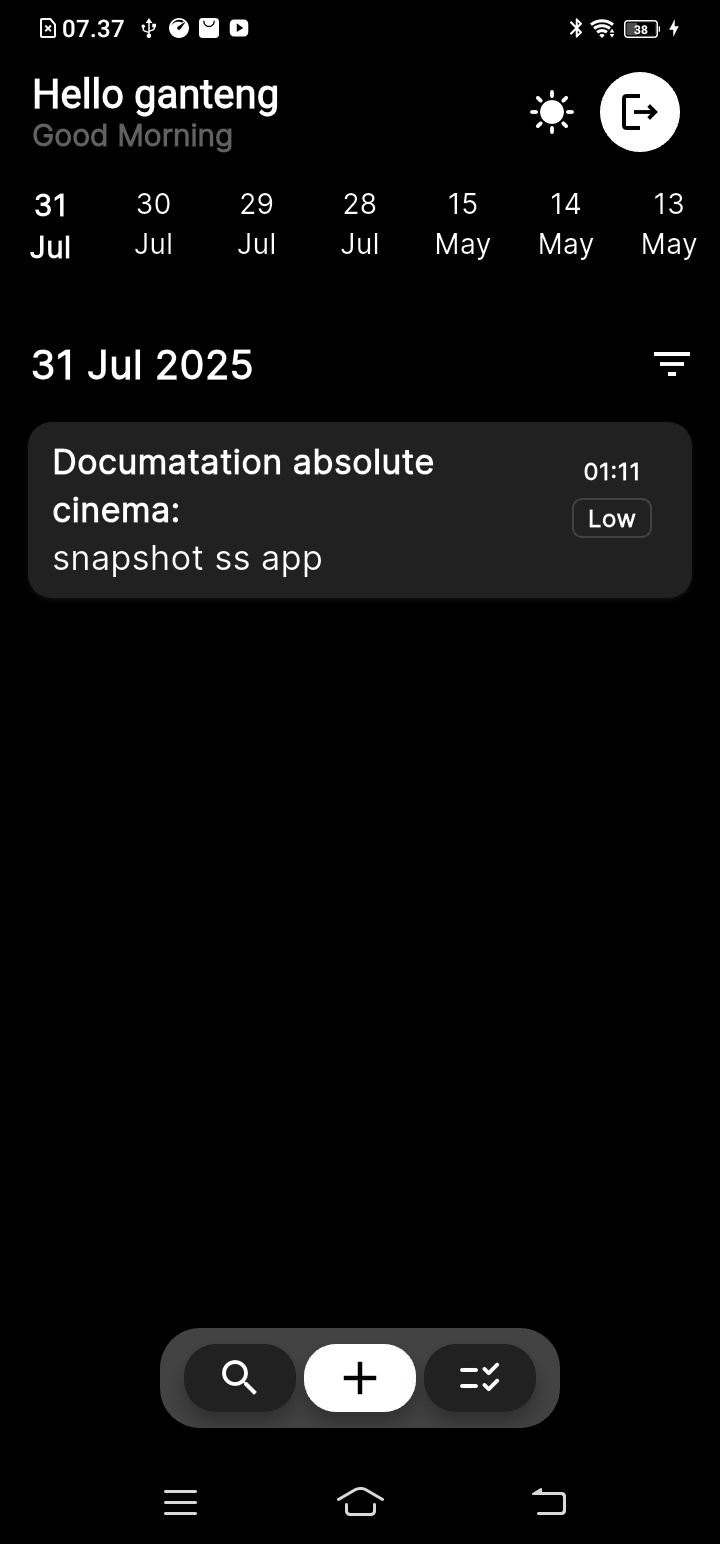 07.37
38
Hello ganteng
Good Morning
31 30 29 28 15 14 13
Jul Jul Jul Jul May May May
31 Jul 2025
Documatation absolute
cinema:
snapshot ss app
01:11
Low